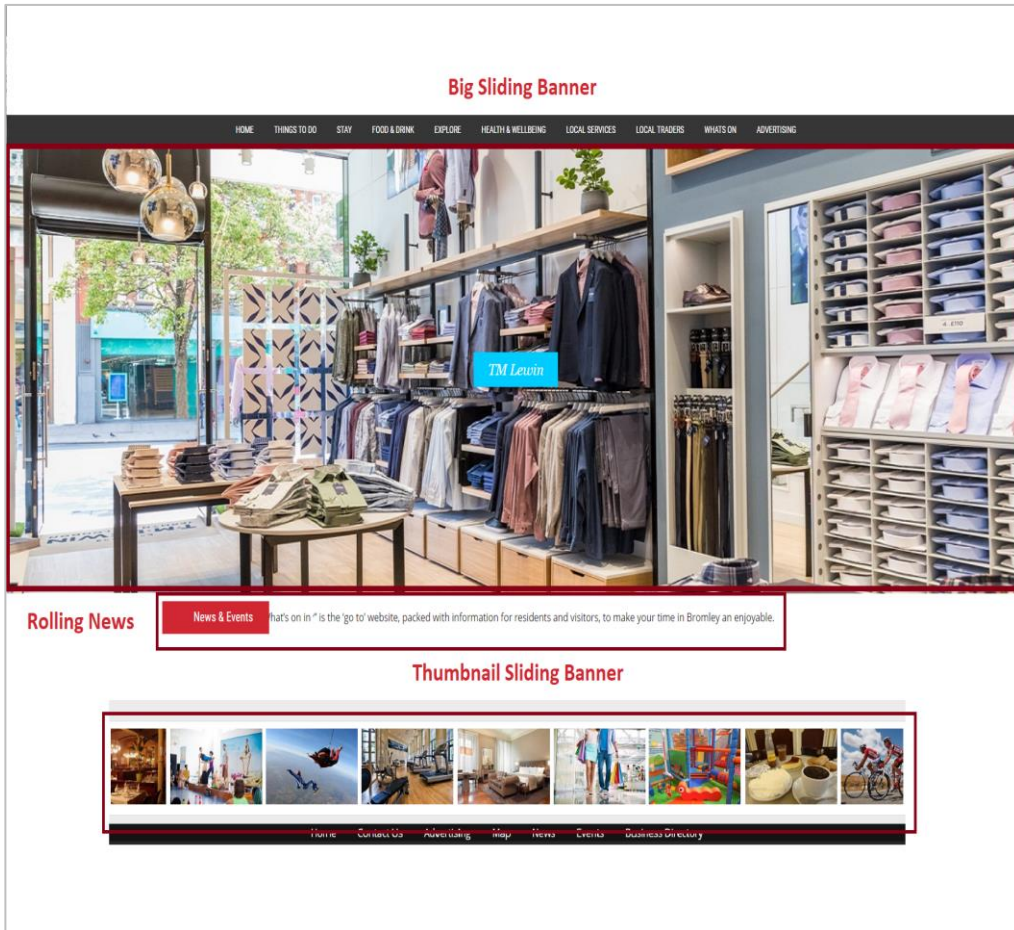 Big Sliding Banner
HOME THINGS TO DO STAY FOOD & DRINK EXPLORE HEALTH & WELLBEING LOCAL SERVICES LOCAL TRADERS WHATS ON ADVERTISING
TM Lewin
Rolling News
News & Events hat's on in -" is the 'go to' website, packed with information for residents and visitors, to make your time in Bromley an enjoyable.
Thumbnail Sliding Banner
Home Contact Us Advertising Map News Events Business Directory